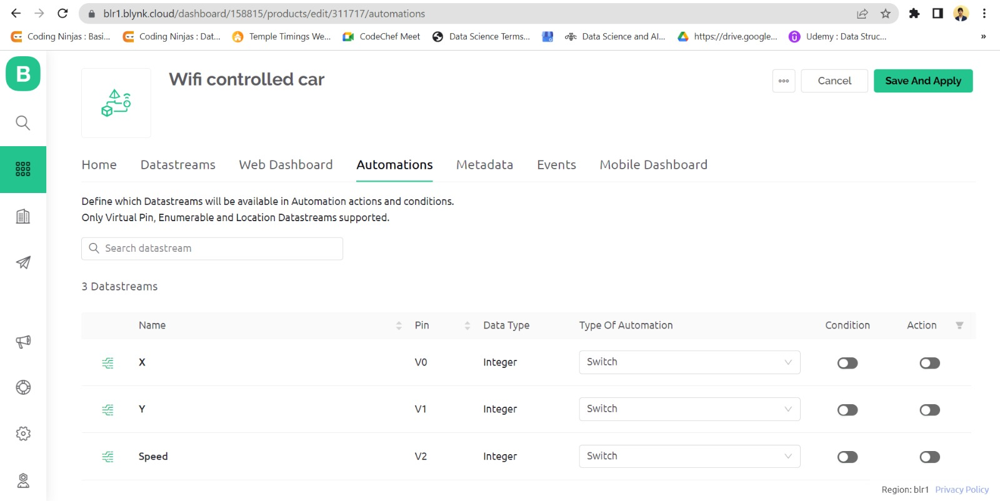 blr1.blynk.cloud/dashboard/158815/products/edit/311717/automations
Coding Ninjas : Basi... Coding Ninjas : Dat... Temple Timings We... CodeChef Meet Data Science Terms... Data Science and AI... https://drive.google... Udemy : Data Struc... »
B
Wifi controlled car
Cancel
Save And Apply
Home Datastreams Web Dashboard Automations Metadata Events Mobile Dashboard
Define which Datastreams will be available in Automation actions and conditions.
Only Virtual Pin, Enumerable and Location Datastreams supported.
Search datastream
3 Datastreams
Name Pin Data Type Type Of Automation Condition Action
X V0 Integer Switch
Y V1 Integer Switch
Speed V2 Integer Switch
Region: blr1 Privacy Policy